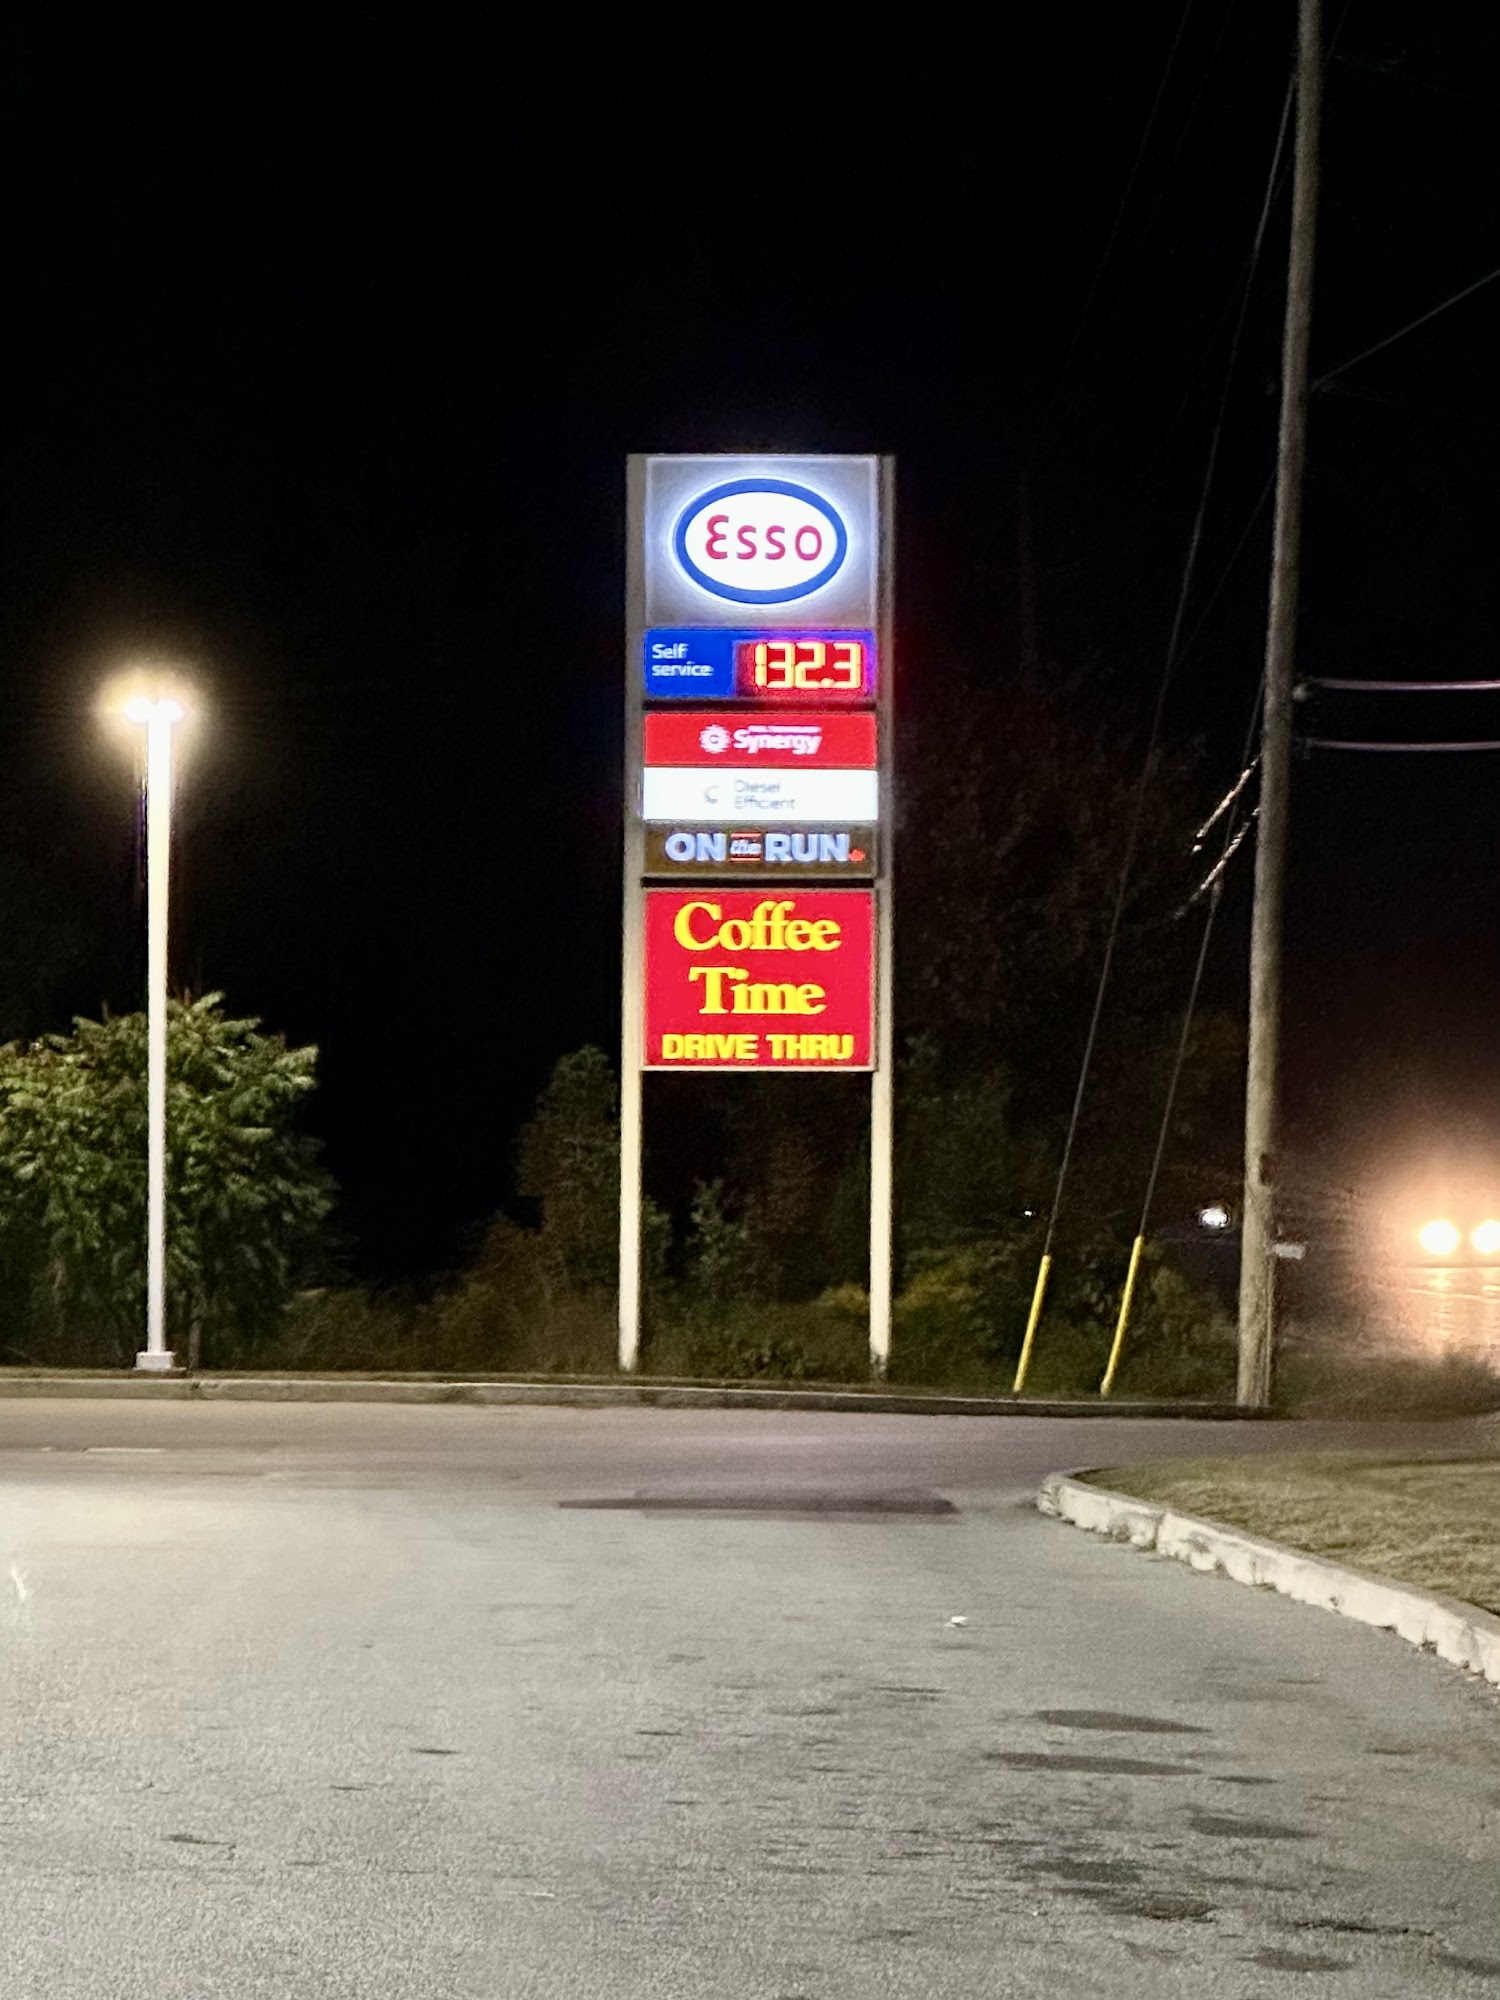 Esso
Self
service
132.3
Synergy
Diesel
Efficient
ON the RUN
Coffee
Time
DRIVE THRU